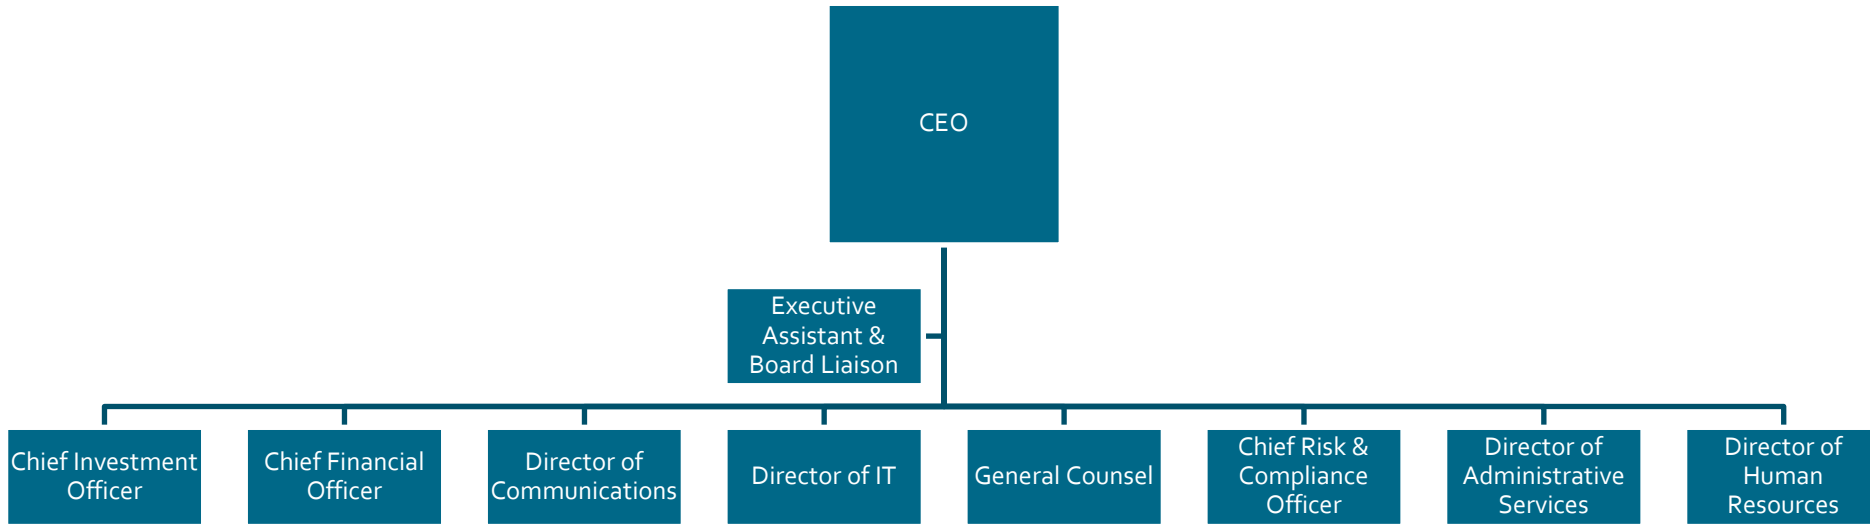 CEO
Executive
Assistant &
Board Liaison
Chief Investment
Officer
Chief Financial
Officer
Director of
Communications
Director of IT
General Counsel
Chief Risk &
Compliance
Officer
Director of
Administrative
Services
Director of
Human
Resources